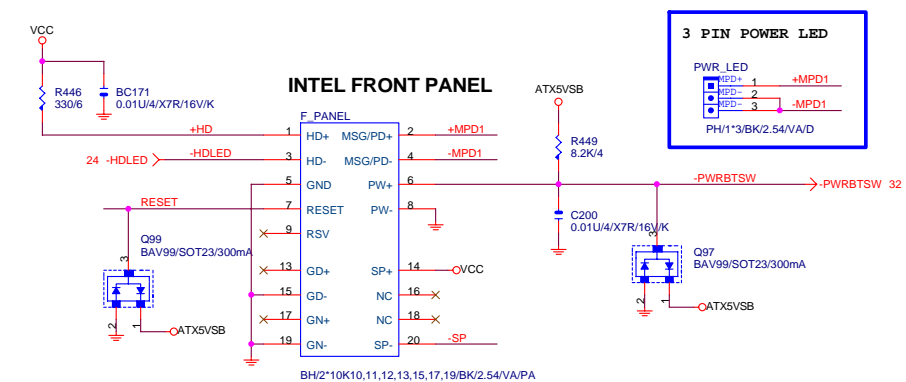 3 PIN POWER LED
VCC
PWR_LED
MPD+ 1 +MPD1
MPD- 2
MPD- 3 -MPD1
PH/1*3/BK/2.54/VA/D
R446
330/6
BC171
0.01U/4/X7R/16V/K
INTEL FRONT PANEL
ATX5VSB
F_PANEL
R449
8.2K/4
+HD 1 HD+ MSG/PD+ 2 +MPD1
24 -HDLED -HDLED 3 HD- MSG/PD- 4 -MPD1
5 GND PW+ 6 -PWRBTSW -PWRBTSW 32
RESET 7 RESET PW- 8
9 RSV
C200
0.01U/4/X7R/16V/K
Q99
BAV99/SOT23/300mA
3
2
1
ATX5VSB
13 GD+ SP+ 14 VCC
15 GD- NC 16
17 GN+ NC 18
19 GN- SP- 20 -SP
3
Q97
BAV99/SOT23/300mA
2
1
ATX5VSB
BH/2*10K10,11,12,13,15,17,19/BK/2.54/VA/PA